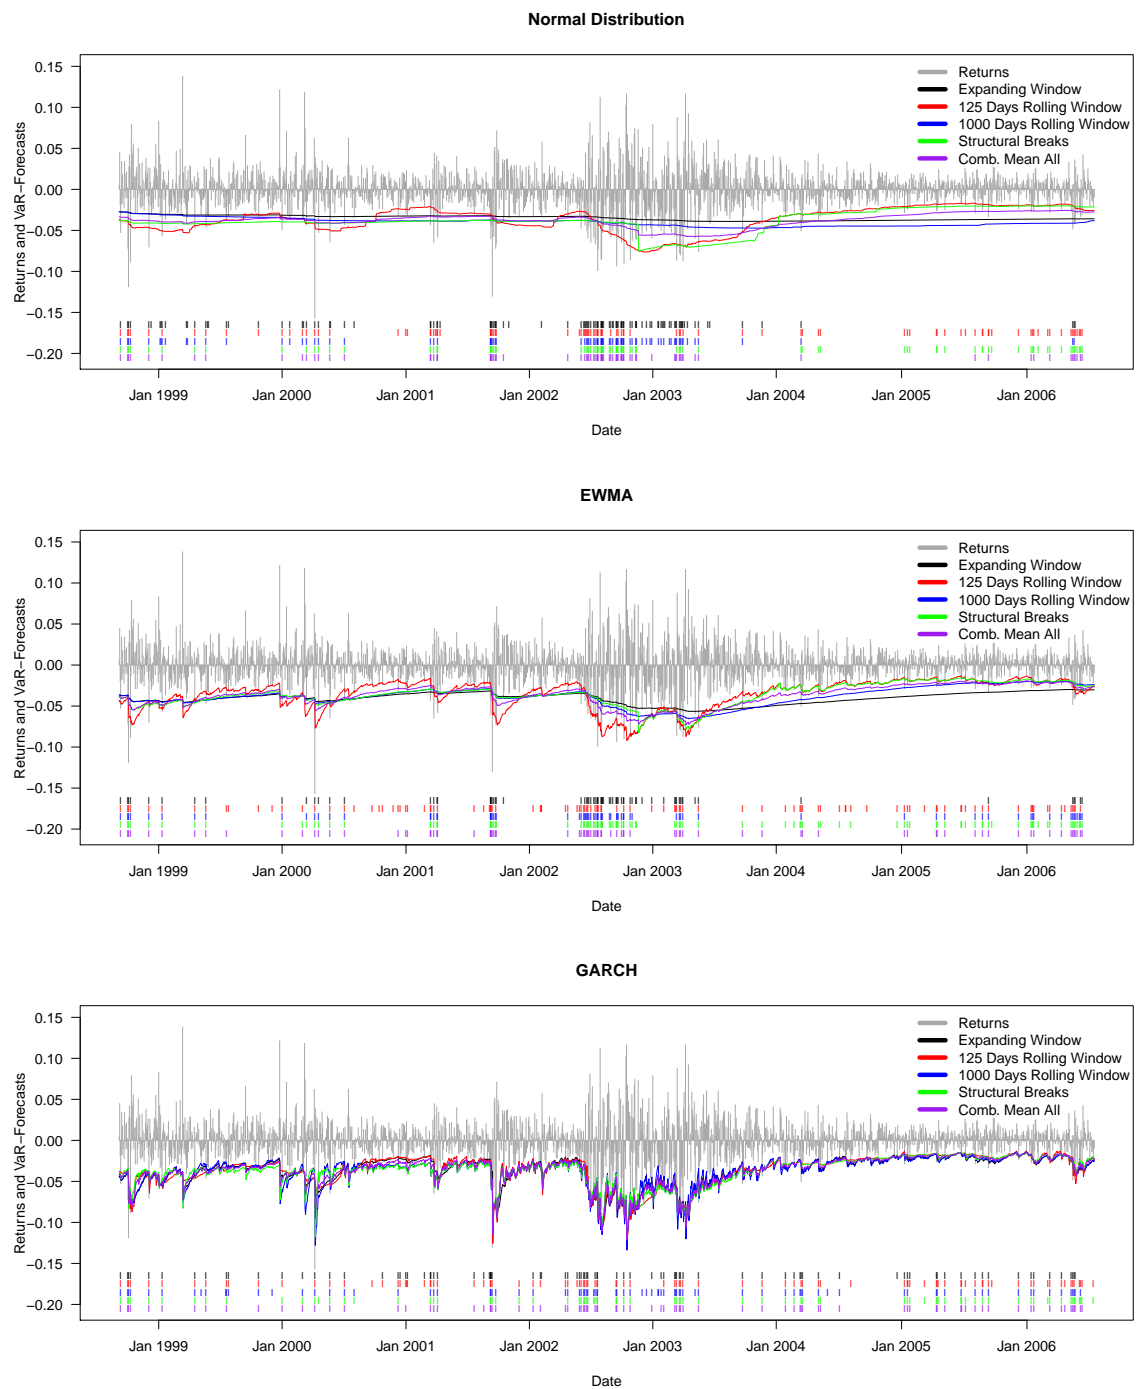 Normal Distribution
Returns and VaR−Forecasts
0.15
0.10
0.05
0.00
−0.05
−0.10
−0.15
−0.20
Returns
Expanding Window
125 Days Rolling Window
1000 Days Rolling Window
Structural Breaks
Comb. Mean All
Jan 1999
Jan 2000
Jan 2001
Jan 2002
Jan 2003
Jan 2004
Jan 2005
Jan 2006
Date
EWMA
Returns and VaR−Forecasts
0.15
0.10
0.05
0.00
−0.05
−0.10
−0.15
−0.20
Returns
Expanding Window
125 Days Rolling Window
1000 Days Rolling Window
Structural Breaks
Comb. Mean All
Jan 1999
Jan 2000
Jan 2001
Jan 2002
Jan 2003
Jan 2004
Jan 2005
Jan 2006
Date
GARCH
Returns and VaR−Forecasts
0.15
0.10
0.05
0.00
−0.05
−0.10
−0.15
−0.20
Returns
Expanding Window
125 Days Rolling Window
1000 Days Rolling Window
Structural Breaks
Comb. Mean All
Jan 1999
Jan 2000
Jan 2001
Jan 2002
Jan 2003
Jan 2004
Jan 2005
Jan 2006
Date